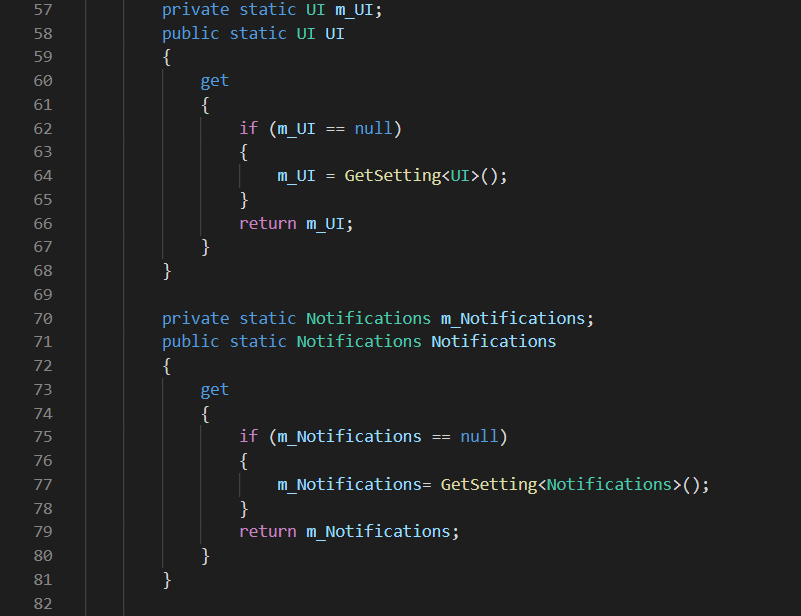 57 private static UI m_UI;
58 public static UI UI
59 {
60 get
61 {
62 if (m_UI == null)
63 {
64 m_UI = GetSetting<UI>();
65 }
66 return m_UI;
67 }
68 }
69
70 private static Notifications m_Notifications;
71 public static Notifications Notifications
72 {
73 get
74 {
75 if (m_Notifications == null)
76 {
77 m_Notifications= GetSetting<Notifications>();
78 }
79 return m_Notifications;
80 }
81 }
82